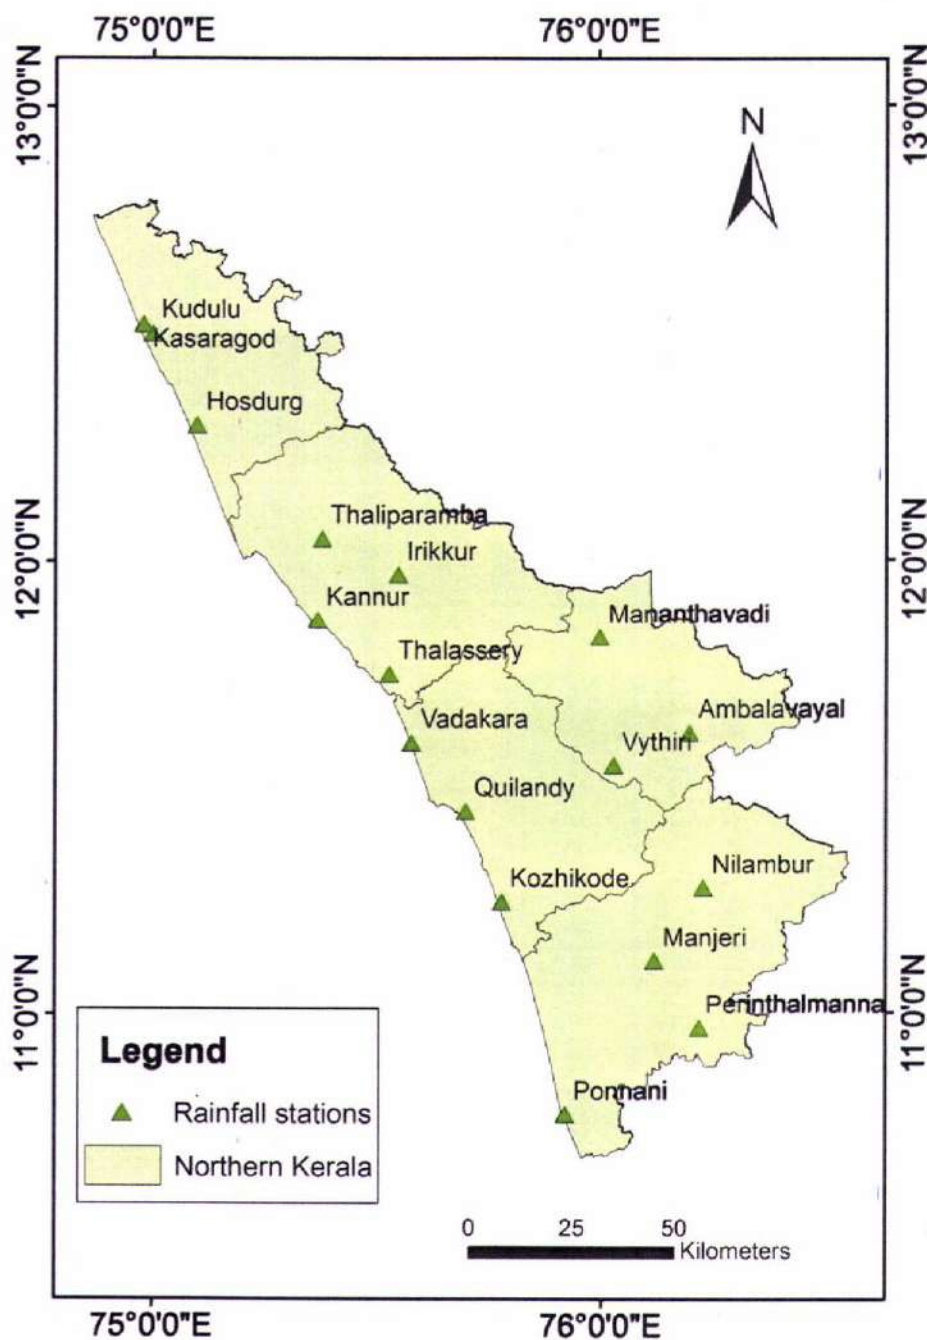 75°0'0"E 76°0'0"E
13°0'0"N 13°0'0"N
N
Kudulu
Kasaragod
Hosdurg
Thaliparamba
12°0'0"N 12°0'0"N
Irikkur
Kannur
Mananthavadi
Thalassery
Ambalavayal
Vadakara
Vythiri
Quilandy
Nilambur
Kozhikode
Manjeri
11°0'0"N 11°0'0"N
Perinthalmanna
Legend
Ponnani
Rainfall stations
Northern Kerala
0 25 50
Kilometers
75°0'0"E 76°0'0"E